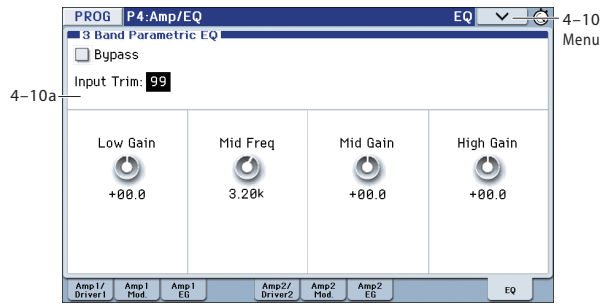 PROG P4:Amp/EQ EQ
4–10
Menu
3 Band Parametric EQ
Bypass
Input Trim: 99
4–10a
Low Gain Mid Freq Mid Gain High Gain
+00.0 3.20k +00.0 +00.0
Amp1/ Driver1 Amp1 Mod. Amp1 EG Amp2/ Driver2 Amp2 Mod. Amp2 EG EQ